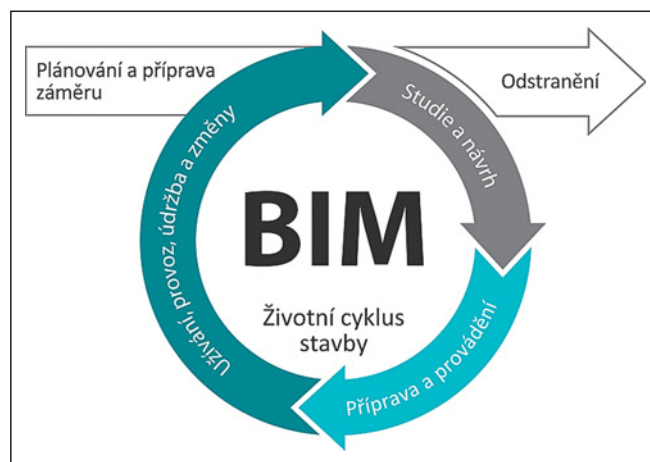 Plánování a příprava
záměru
Odstranění
Studie a návrh
Užívání, provoz, údržba a změny
BIM
Životní cyklus
stavby
Příprava a provádění